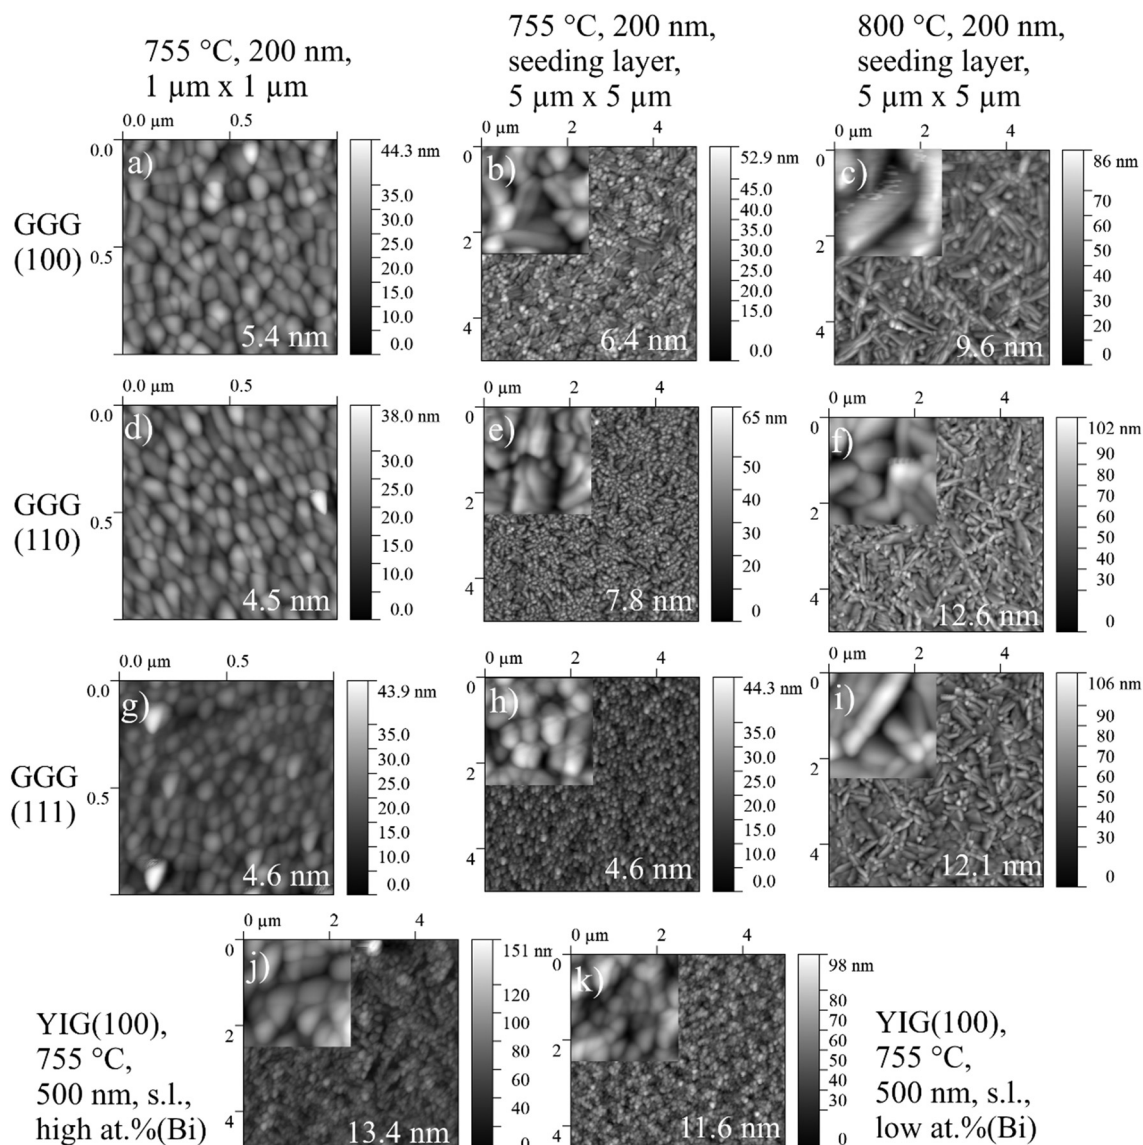 755 °C, 200 nm,
1 µm x 1 µm
755 °C, 200 nm,
seeding layer,
5 µm x 5 µm
800 °C, 200 nm,
seeding layer,
5 µm x 5 µm
GGG
(100)
0.0 µm 0.5
0.0
0.5
a)
5.4 nm
44.3 nm
35.0
30.0
25.0
20.0
15.0
10.0
0.0
0 µm 2 4
0
2
4
b)
6.4 nm
52.9 nm
45.0
40.0
35.0
30.0
25.0
20.0
15.0
0.0
0 µm 2 4
0
2
4
c)
9.6 nm
86 nm
70
60
50
40
30
20
0
GGG
(110)
0.0 µm 0.5
0.0
0.5
d)
4.5 nm
38.0 nm
30.0
25.0
20.0
15.0
10.0
0.0
0 µm 2 4
0
2
4
e)
7.8 nm
65 nm
50
40
30
20
0
0 µm 2 4
0
2
4
f)
12.6 nm
102 nm
90
80
70
60
50
40
30
0
GGG
(111)
0.0 µm 0.5
0.0
0.5
g)
4.6 nm
43.9 nm
35.0
30.0
25.0
20.0
15.0
10.0
0.0
0 µm 2 4
0
2
4
h)
4.6 nm
44.3 nm
35.0
30.0
25.0
20.0
15.0
10.0
0.0
0 µm 2 4
0
2
4
i)
12.1 nm
106 nm
90
80
70
60
50
40
30
0
YIG(100),
755 °C,
500 nm, s.l.,
high at.%(Bi)
0 µm 2 4
0
2
4
j)
13.4 nm
151 nm
120
100
80
60
40
0
0 µm 2 4
0
2
4
k)
11.6 nm
98 nm
80
70
60
50
40
30
0
YIG(100),
755 °C,
500 nm, s.l.,
low at.%(Bi)